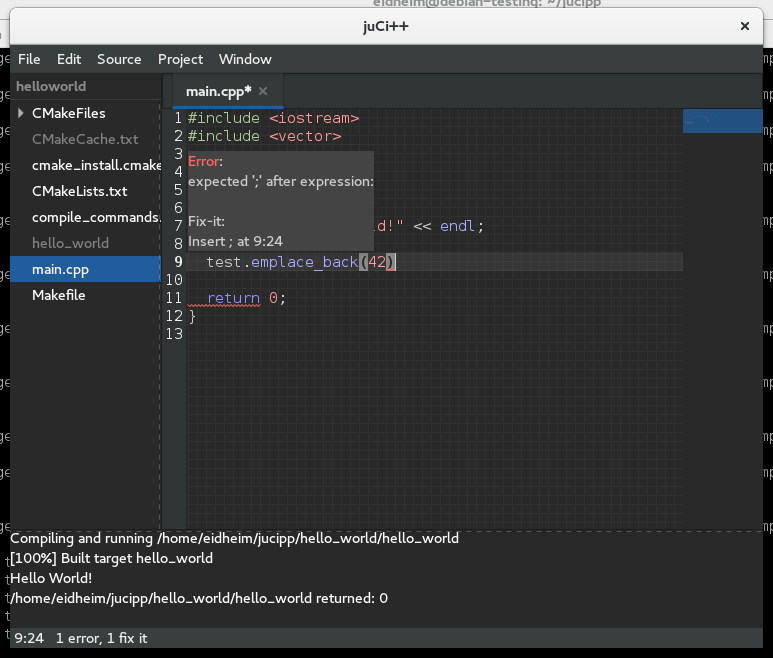 eidheim@debian-testing: ~/jucipp
juCi++ ×
File Edit Source Project Window
helloworld
CMakeFiles
CMakeCache.txt
cmake_install.cmake
CMakeLists.txt
compile_commands.
hello_world
main.cpp
Makefile
main.cpp* ×
1 #include <iostream>
2 #include <vector>
3
4
5
6
7 ld!" << endl;
8
9 test.emplace_back(42)
10
11 return 0;
12 }
13
Error:
expected ';' after expression:
Fix-it:
Insert ; at 9:24
Compiling and running /home/eidheim/jucipp/hello_world/hello_world
[100%] Built target hello_world
Hello World!
/home/eidheim/jucipp/hello_world/hello_world returned: 0
9:24 1 error, 1 fix it